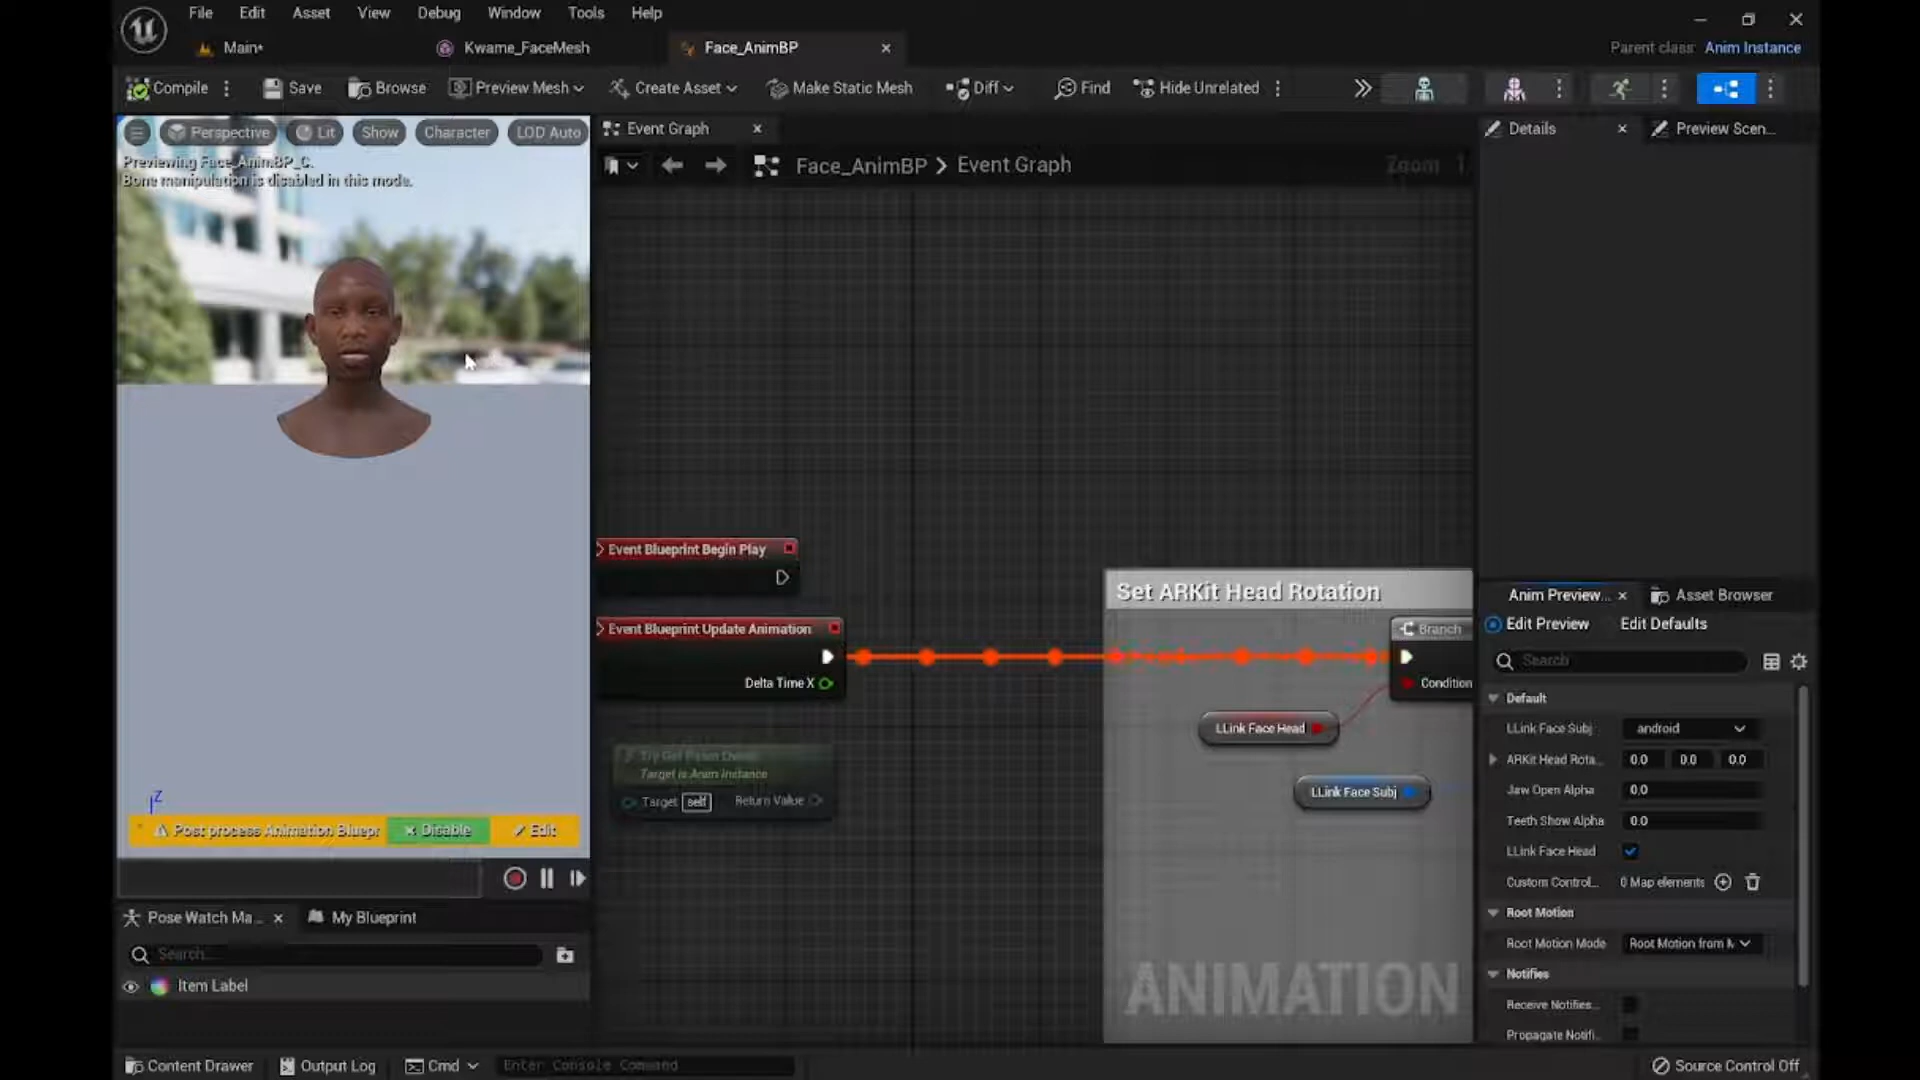 File Edit Asset View Debug Window Tools Help
Main* Kwame_FaceMesh Face_AnimBP
Parent class: Anim Instance
Compile Save Browse Preview Mesh Create Asset Make Static Mesh Diff Find Hide Unrelated
Perspective Lit Show Character LOD Auto
Previewing Face_AnimBP_C.
Bone manipulation is disabled in this mode.
Event Graph
Face_AnimBP > Event Graph
Zoom 1
Details Preview Scen...
Event Blueprint Begin Play
Event Blueprint Update Animation
Delta Time X
Try Get Pawn Owner
Target is Anim Instance
Target self Return Value
Set ARKit Head Rotation
Branch
Condition
LLink Face Head
LLink Face Subj
ANIMATION
Z
Post process Animation Bluepr Disable Edit
Pose Watch Ma... My Blueprint
Search...
Item Label
Anim Preview... Asset Browser
Edit Preview Edit Defaults
Search
Default
LLink Face Subj android
ARKit Head Rota... 0.0 0.0 0.0
Jaw Open Alpha 0.0
Teeth Show Alpha 0.0
LLink Face Head
Custom Control... 0 Map elements
Root Motion
Root Motion Mode Root Motion from M
Notifies
Receive Notifies...
Propagate Notifi...
Content Drawer Output Log Cmd Enter Console Command
Source Control Off